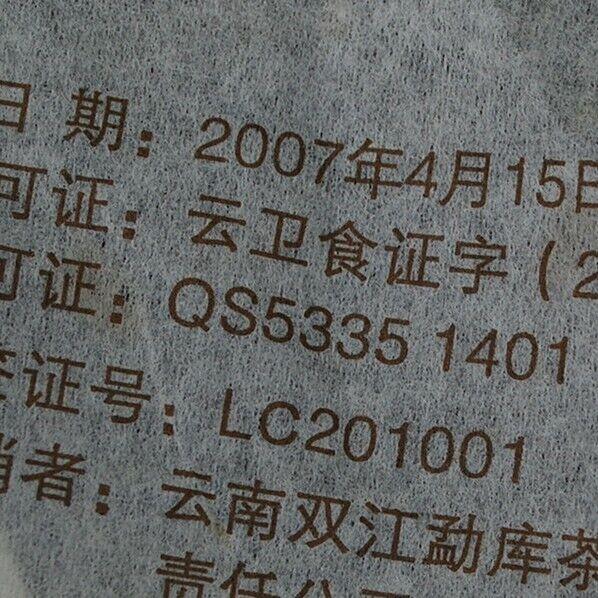 日 期：2007年4月15日
可证：云卫食证字（2
可证：QS5335 1401
证号：LC201001
销者：云南双江勐库茶
责任公司